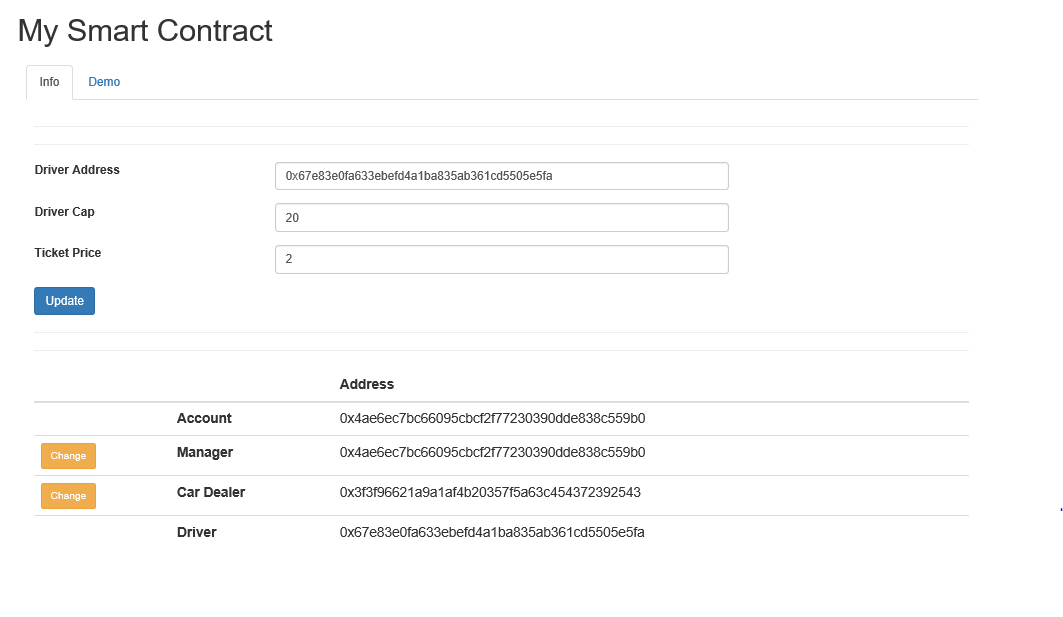 My Smart Contract
Info Demo
Driver Address 0x67e83e0fa633ebefd4a1ba835ab361cd5505e5fa
Driver Cap 20
Ticket Price 2
Update
Address
Account 0x4ae6ec7bc66095cbcf2f77230390dde838c559b0
Change Manager 0x4ae6ec7bc66095cbcf2f77230390dde838c559b0
Change Car Dealer 0x3f3f96621a9a1af4b20357f5a63c454372392543
Driver 0x67e83e0fa633ebefd4a1ba835ab361cd5505e5fa